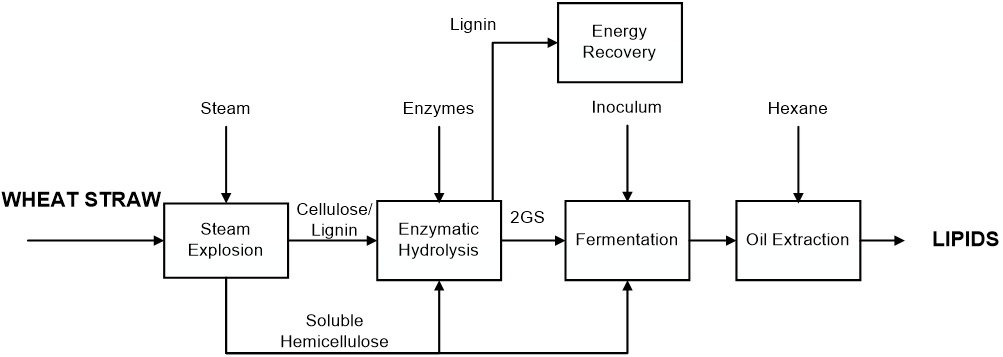 Lignin
Energy
Recovery
Steam
Enzymes
Inoculum
Hexane
WHEAT STRAW
Steam
Explosion
Cellulose/
Lignin
Enzymatic
Hydrolysis
2GS
Fermentation
Oil Extraction
LIPIDS
Soluble
Hemicellulose